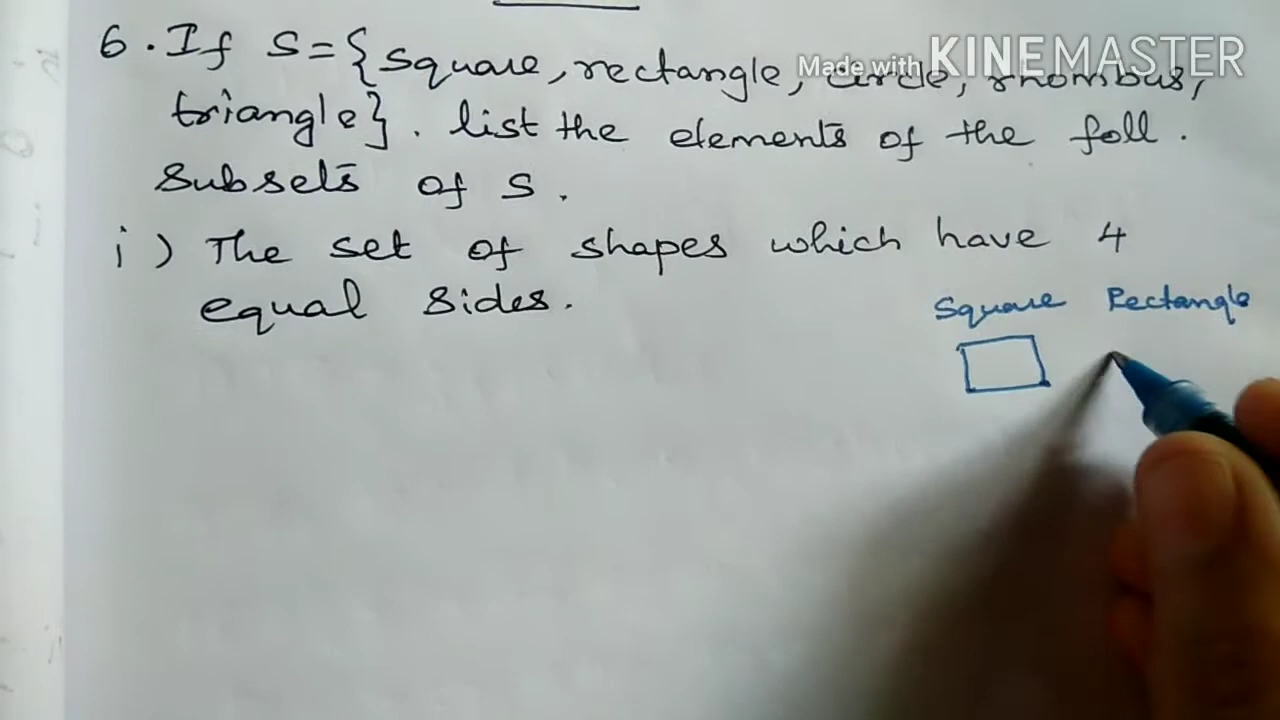 6. If S = {square, rectangle, circle, rhombus,
Made with KINEMASTER
triangle}. list the elements of the foll.
Subsets of S.
i) The set of shapes which have 4
equal sides.
Square Rectangle